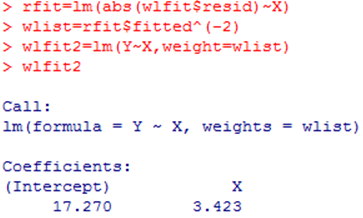 > rfit=lm(abs(wlfit$resid)~X)
> wlist=rfit$fitted^(-2)
> wlfit2=lm(Y~X,weight=wlist)
> wlfit2
Call:
lm(formula = Y ~ X, weights = wlist)
Coefficients:
(Intercept) X
17.270 3.423